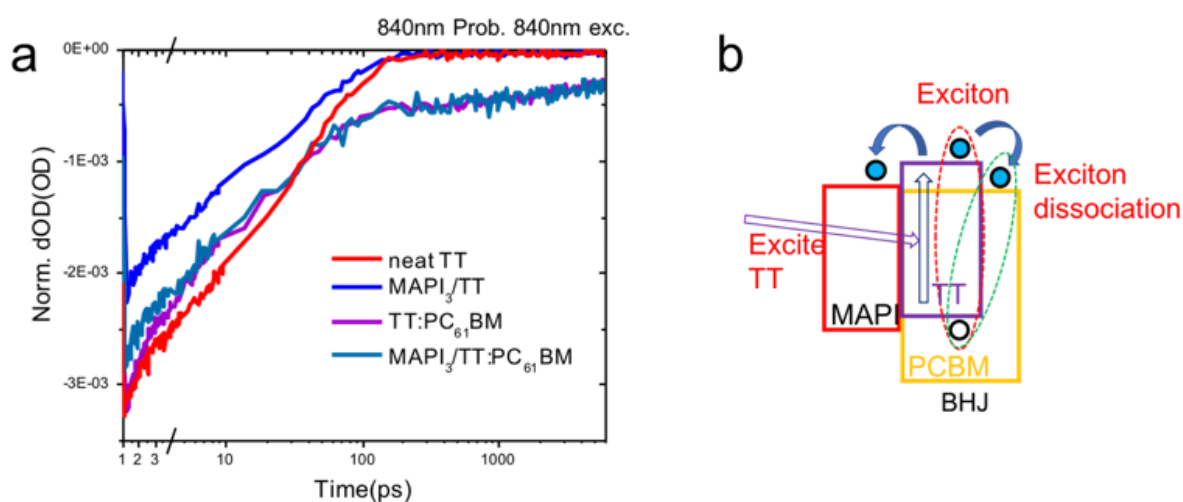 a
840nm Prob. 840nm exc.
Norm. dOD(OD)
0E+00
-1E-03
-2E-03
-3E-03
neat TT
MAPI₃/TT
TT:PC₆₁BM
MAPI₃/TT:PC₆₁BM
1 2 3 10 100 1000
Time(ps)
b
Exciton
Exciton
dissociation
Excite
TT
TT
MAPI
PCBM
BHJ